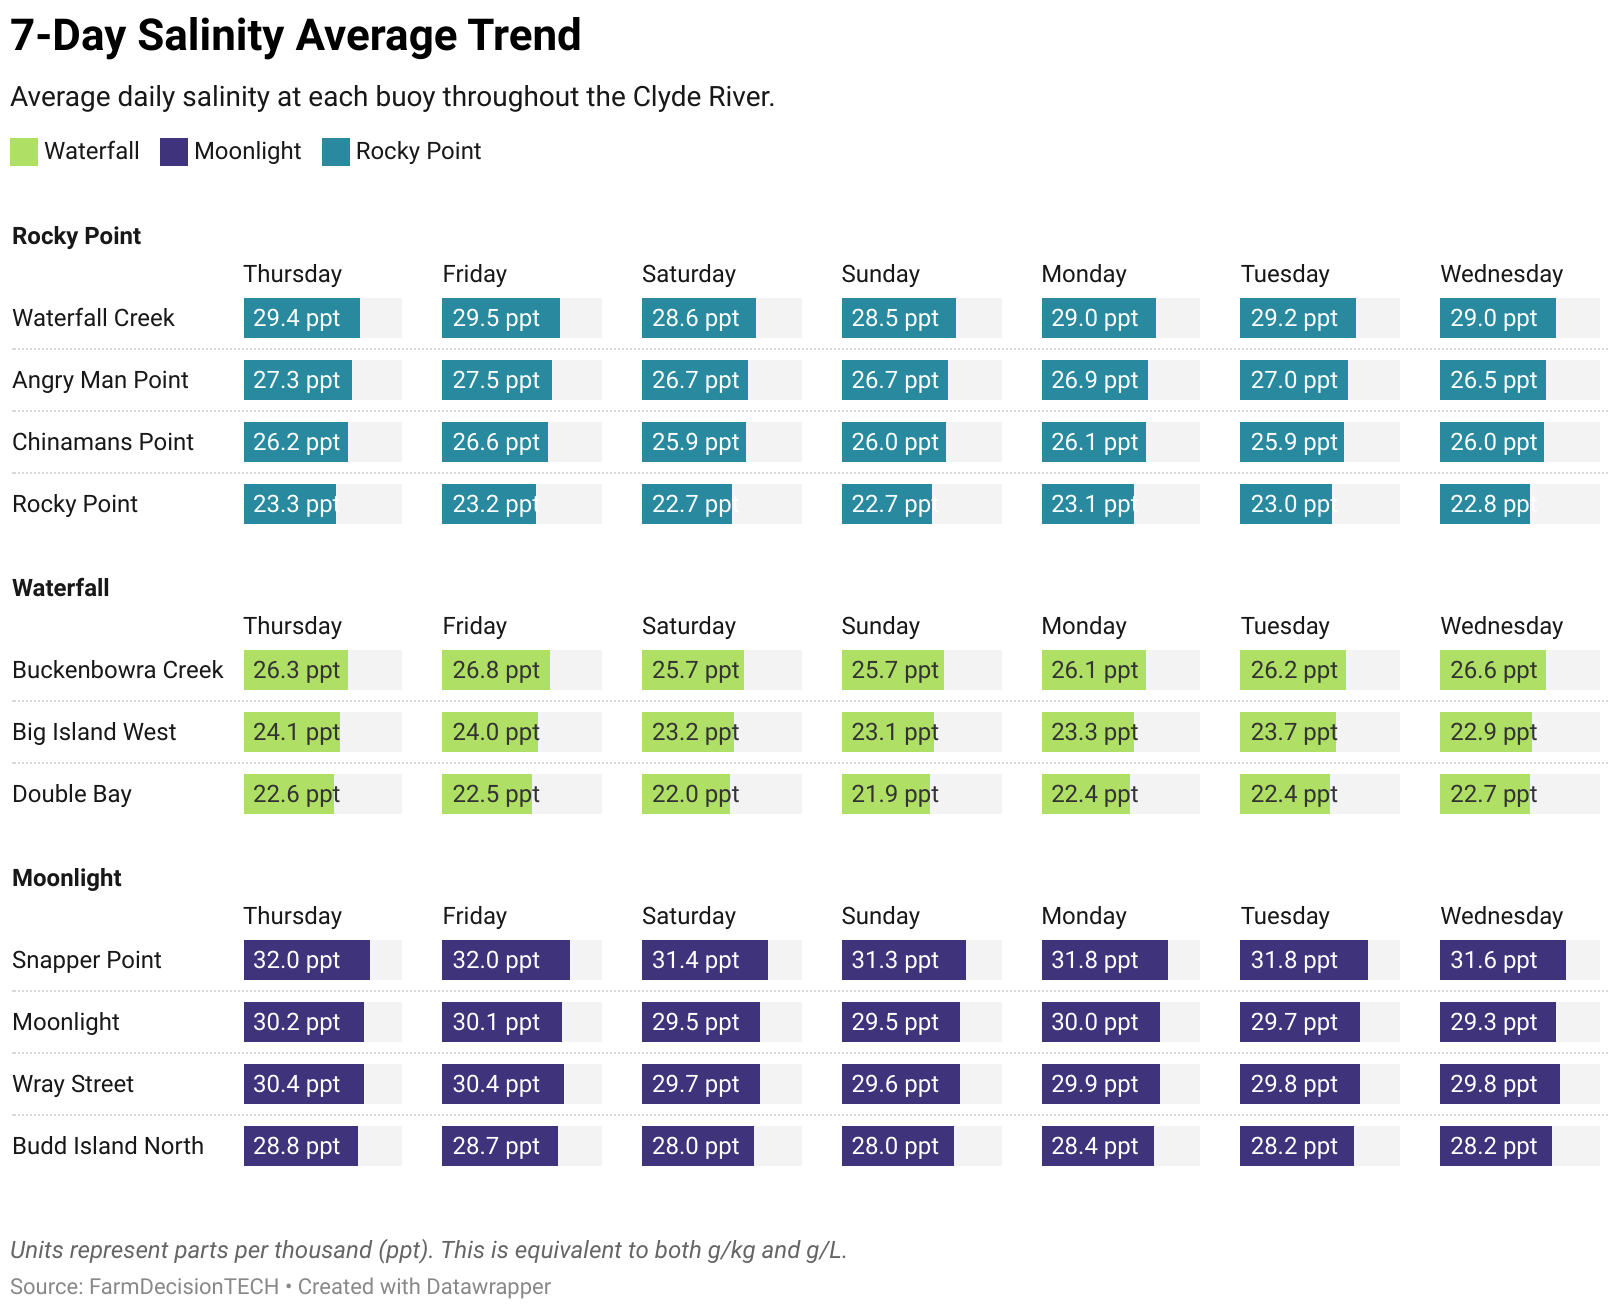 7-Day Salinity Average Trend
Average daily salinity at each buoy throughout the Clyde River.
Waterfall Moonlight Rocky Point
Rocky Point
Thursday Friday Saturday Sunday Monday Tuesday Wednesday
Waterfall Creek 29.4 ppt 29.5 ppt 28.6 ppt 28.5 ppt 29.0 ppt 29.2 ppt 29.0 ppt
Angry Man Point 27.3 ppt 27.5 ppt 26.7 ppt 26.7 ppt 26.9 ppt 27.0 ppt 26.5 ppt
Chinamans Point 26.2 ppt 26.6 ppt 25.9 ppt 26.0 ppt 26.1 ppt 25.9 ppt 26.0 ppt
Rocky Point 23.3 ppt 23.2 ppt 22.7 ppt 22.7 ppt 23.1 ppt 23.0 ppt 22.8 ppt
Waterfall
Thursday Friday Saturday Sunday Monday Tuesday Wednesday
Buckenbowra Creek 26.3 ppt 26.8 ppt 25.7 ppt 25.7 ppt 26.1 ppt 26.2 ppt 26.6 ppt
Big Island West 24.1 ppt 24.0 ppt 23.2 ppt 23.1 ppt 23.3 ppt 23.7 ppt 22.9 ppt
Double Bay 22.6 ppt 22.5 ppt 22.0 ppt 21.9 ppt 22.4 ppt 22.4 ppt 22.7 ppt
Moonlight
Thursday Friday Saturday Sunday Monday Tuesday Wednesday
Snapper Point 32.0 ppt 32.0 ppt 31.4 ppt 31.3 ppt 31.8 ppt 31.8 ppt 31.6 ppt
Moonlight 30.2 ppt 30.1 ppt 29.5 ppt 29.5 ppt 30.0 ppt 29.7 ppt 29.3 ppt
Wray Street 30.4 ppt 30.4 ppt 29.7 ppt 29.6 ppt 29.9 ppt 29.8 ppt 29.8 ppt
Budd Island North 28.8 ppt 28.7 ppt 28.0 ppt 28.0 ppt 28.4 ppt 28.2 ppt 28.2 ppt
Units represent parts per thousand (ppt). This is equivalent to both g/kg and g/L.
Source: FarmDecisionTECH • Created with Datawrapper